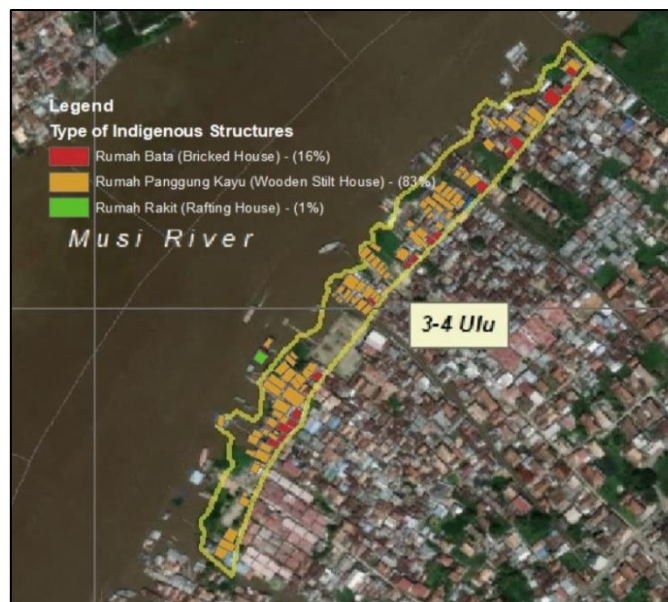 Legend
Type of Indigenous Structures
Rumah Bata (Bricked House) - (16%)
Rumah Panggung Kayu (Wooden Stilt House) - (83%)
Rumah Rakit (Rafting House) - (1%)
Musi River
3-4 Ulu